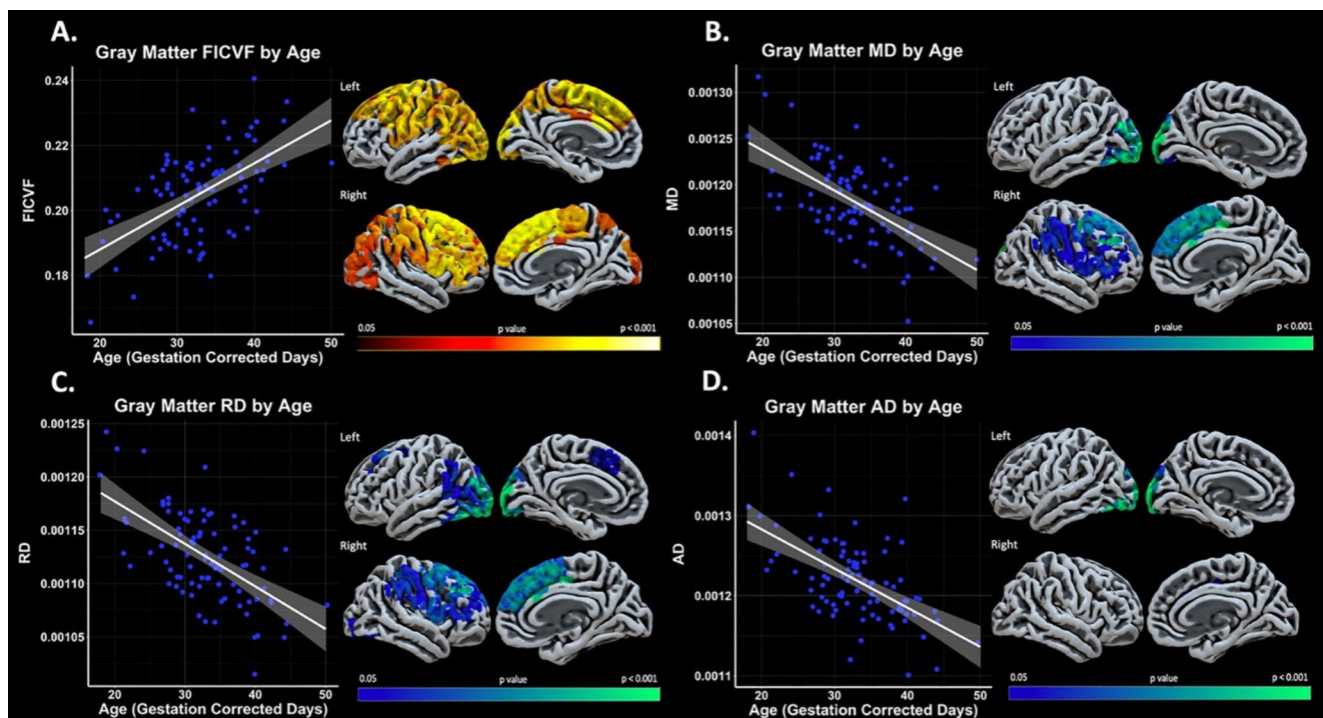 A.
Gray Matter FICVF by Age
FICVF
0.24
0.22
0.20
0.18
20 30 40 50
Age (Gestation Corrected Days)
Left
Right
0.05 p value p < 0.001
B.
Gray Matter MD by Age
MD
0.00130
0.00125
0.00120
0.00115
0.00110
0.00105
20 30 40 50
Age (Gestation Corrected Days)
Left
Right
0.05 p value p < 0.001
C.
Gray Matter RD by Age
RD
0.00125
0.00120
0.00115
0.00110
0.00105
20 30 40 50
Age (Gestation Corrected Days)
Left
Right
0.05 p value p < 0.001
D.
Gray Matter AD by Age
AD
0.0014
0.0013
0.0012
0.0011
20 30 40 50
Age (Gestation Corrected Days)
Left
Right
0.05 p value p < 0.001